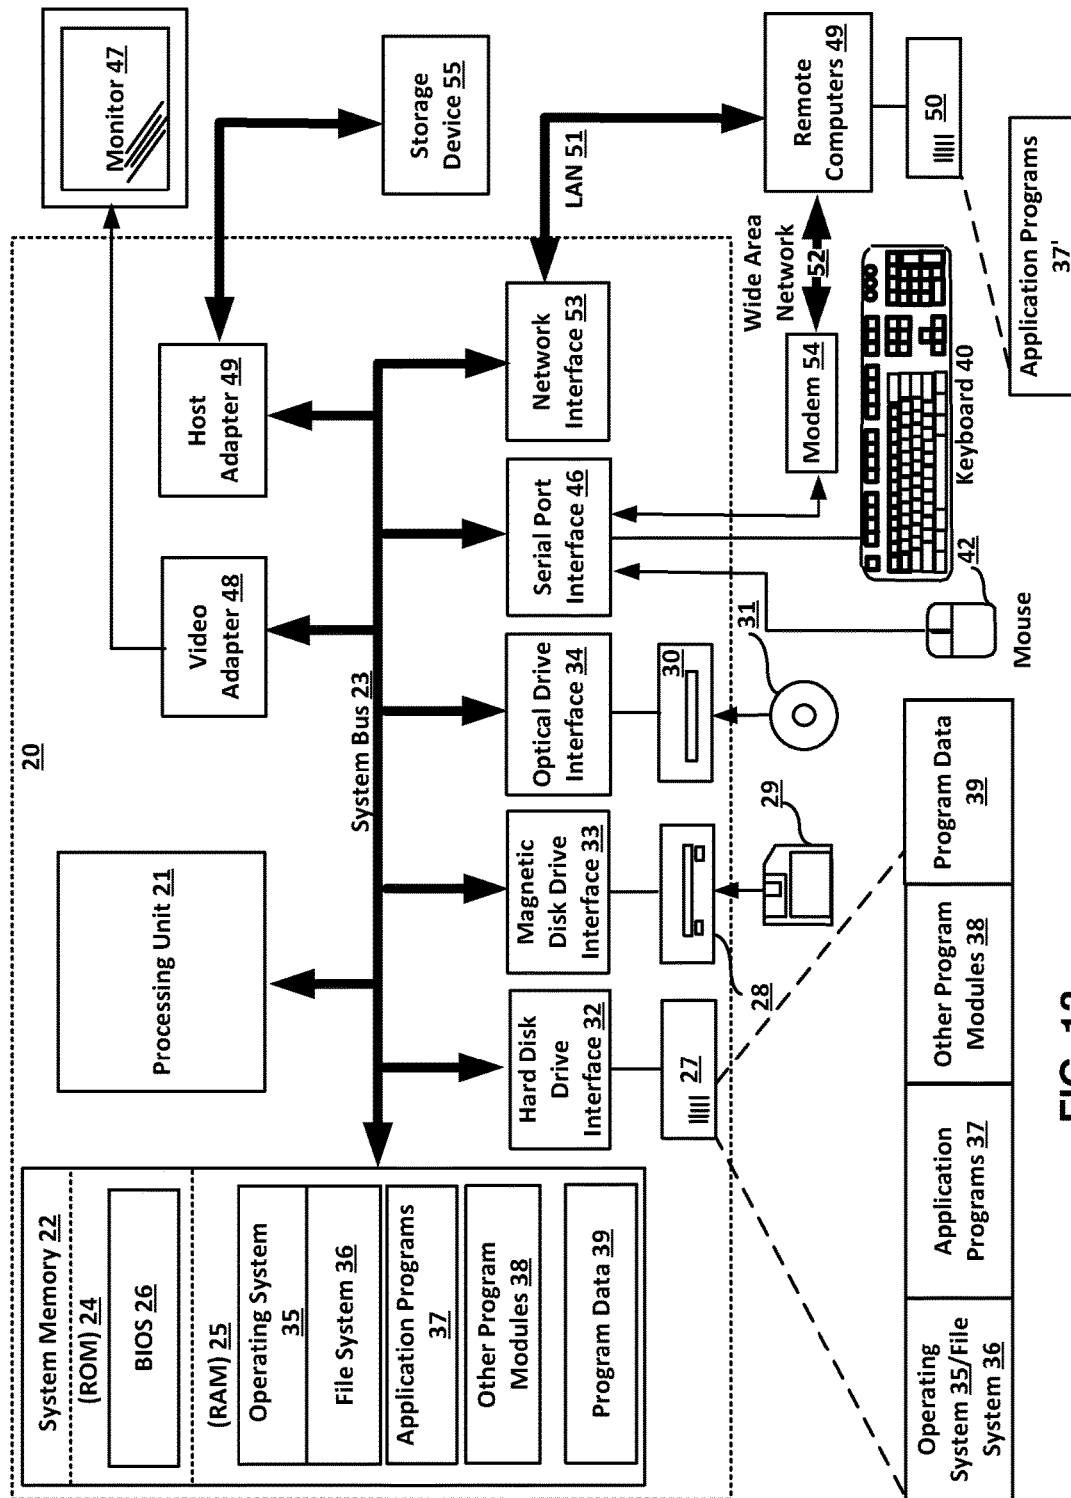 System Memory 22
(ROM) 24
BIOS 26
(RAM) 25
Operating System
35
File System 36
Application Programs
37
Other Program
Modules 38
Program Data 39
20
Processing Unit 21
Video
Adapter 48
Host
Adapter 49
Monitor 47
System Bus 23
Storage
Device 55
Hard Disk
Drive
Interface 32
Magnetic
Disk Drive
Interface 33
Optical Drive
Interface 34
Serial Port
Interface 46
Network
Interface 53
LAN 51
27
28
29
30
31
Wide Area
Network
52
Modem 54
Remote
Computers 49
50
Keyboard 40
42
Mouse
Operating
System 35/File
System 36
Application
Programs 37
Other Program
Modules 38
Program Data
39
Application Programs
37'
FIG.